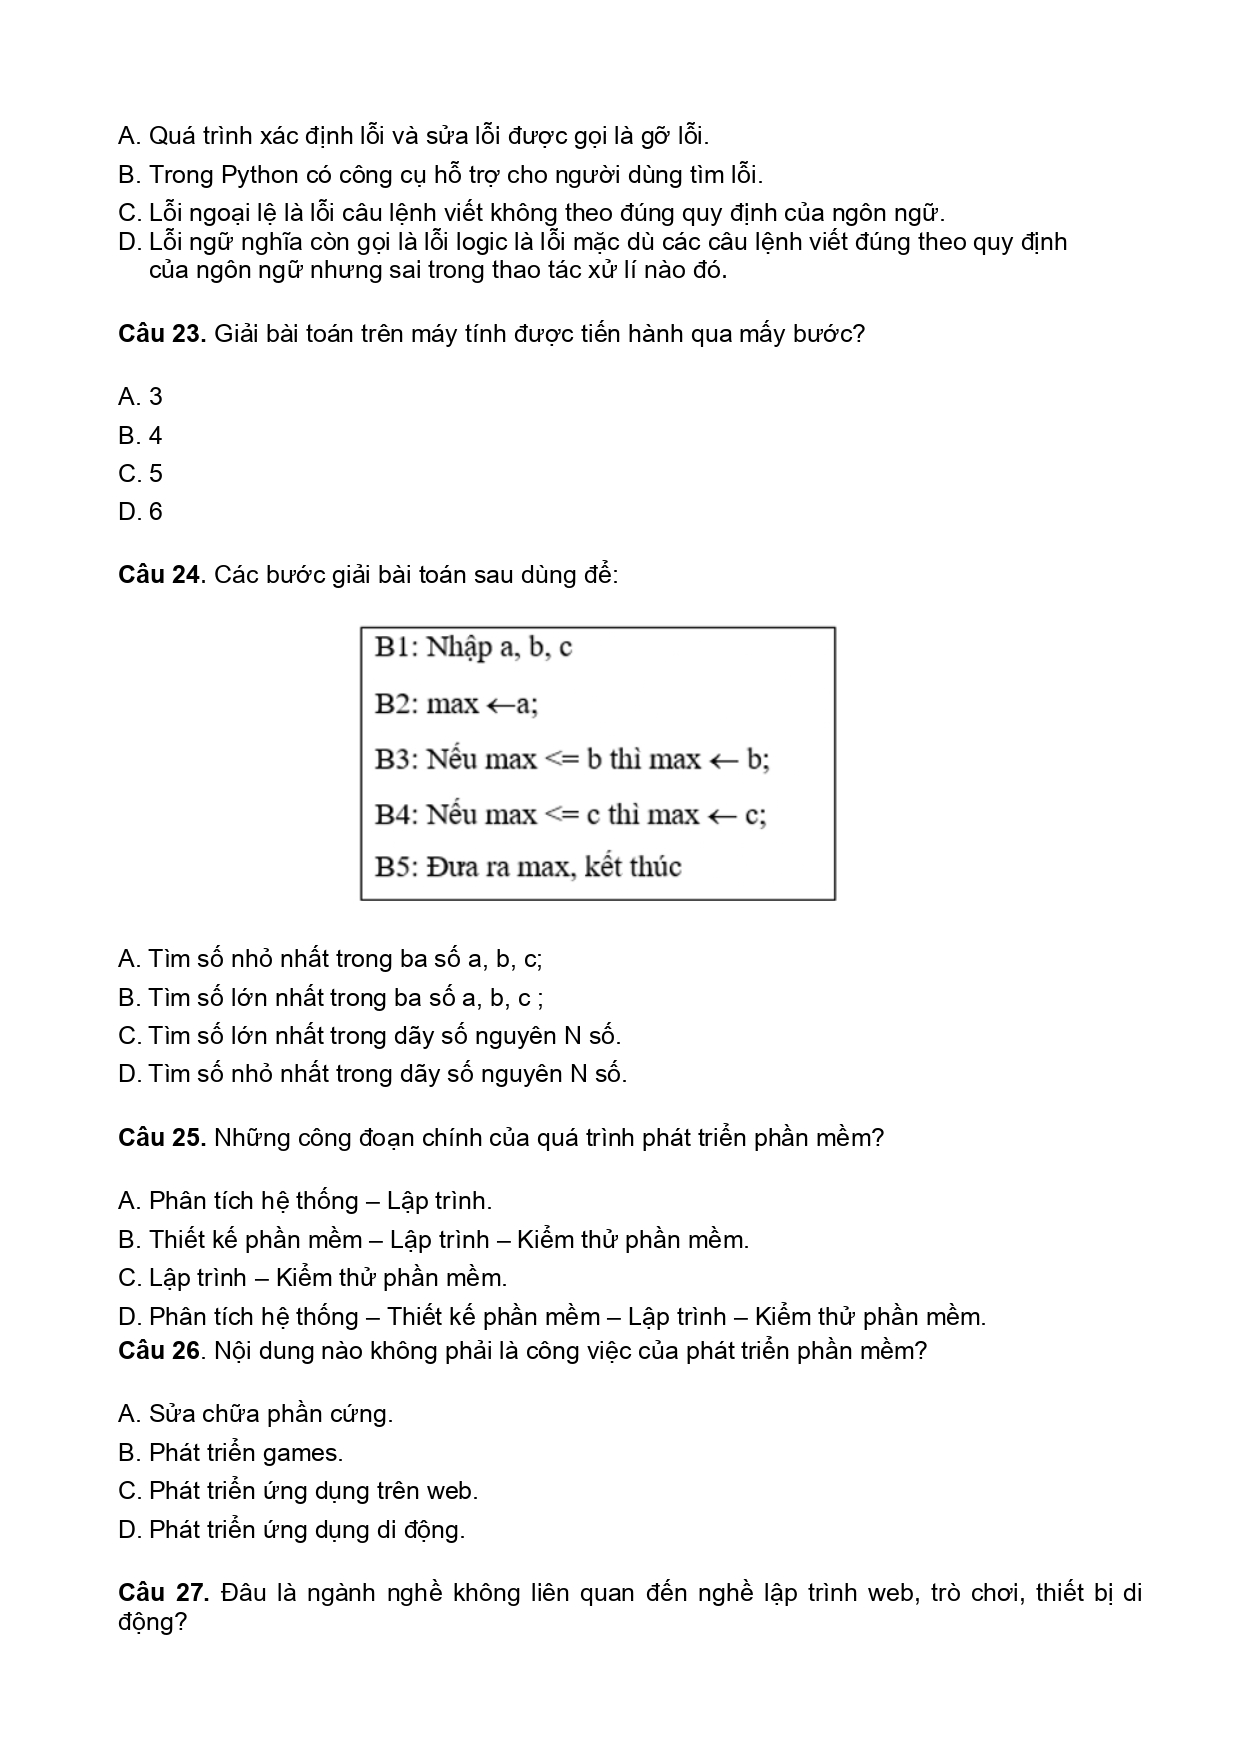 A. Quá trình xác định lỗi và sửa lỗi được gọi là gỡ lỗi.
B. Trong Python có công cụ hỗ trợ cho người dùng tìm lỗi.
C. Lỗi ngoại lệ là lỗi câu lệnh viết không theo đúng quy định của ngôn ngữ.
D. Lỗi ngữ nghĩa còn gọi là lỗi logic là lỗi mặc dù các câu lệnh viết đúng theo quy định
của ngôn ngữ nhưng sai trong thao tác xử lí nào đó.
Câu 23. Giải bài toán trên máy tính được tiến hành qua mấy bước?
A. 3
B. 4
C. 5
D. 6
Câu 24. Các bước giải bài toán sau dùng để:
B1: Nhập a, b, c
B2: max ←a;
B3: Nếu max <= b thì max ← b;
B4: Nếu max <= c thì max ← c;
B5: Đưa ra max, kết thúc
A. Tìm số nhỏ nhất trong ba số a, b, c;
B. Tìm số lớn nhất trong ba số a, b, c ;
C. Tìm số lớn nhất trong dãy số nguyên N số.
D. Tìm số nhỏ nhất trong dãy số nguyên N số.
Câu 25. Những công đoạn chính của quá trình phát triển phần mềm?
A. Phân tích hệ thống – Lập trình.
B. Thiết kế phần mềm – Lập trình – Kiểm thử phần mềm.
C. Lập trình – Kiểm thử phần mềm.
D. Phân tích hệ thống – Thiết kế phần mềm – Lập trình – Kiểm thử phần mềm.
Câu 26. Nội dung nào không phải là công việc của phát triển phần mềm?
A. Sửa chữa phần cứng.
B. Phát triển games.
C. Phát triển ứng dụng trên web.
D. Phát triển ứng dụng di động.
Câu 27. Đâu là ngành nghề không liên quan đến nghề lập trình web, trò chơi, thiết bị di
động?